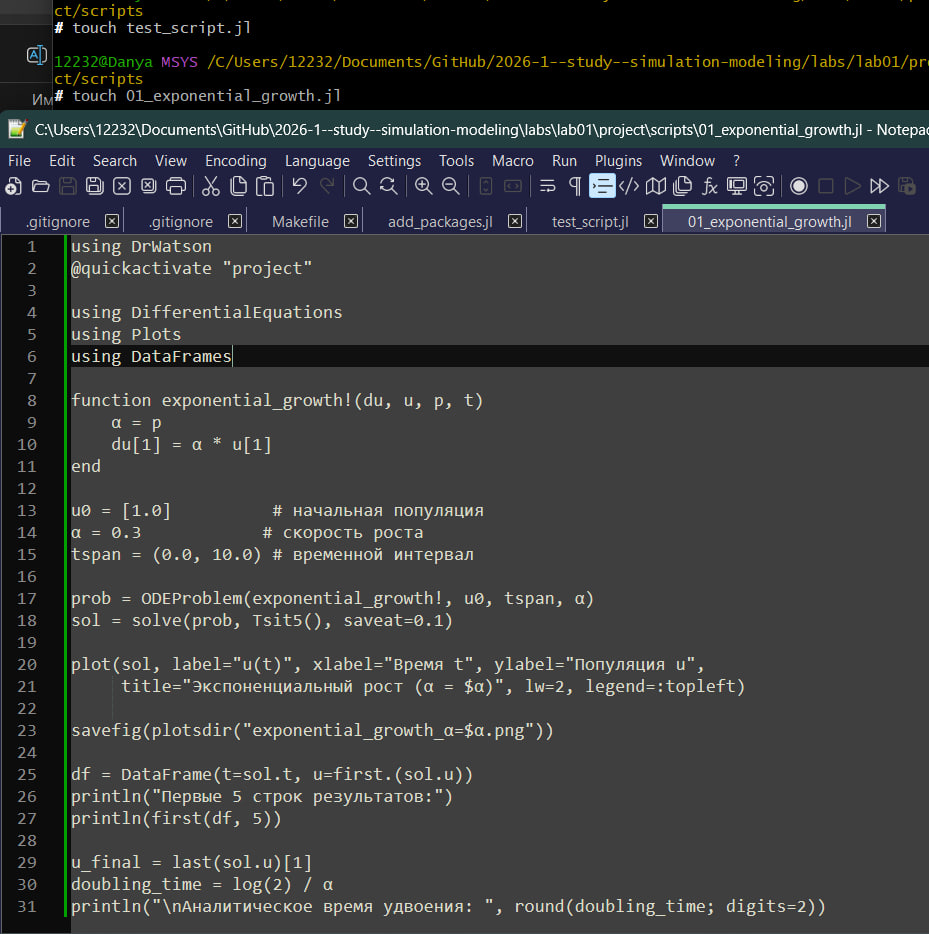 ct/scripts
# touch test_script.jl
12232@Danya MSYS /C/Users/12232/Documents/GitHub/2026-1--study--simulation-modeling/labs/lab01/pro
ct/scripts
# touch 01_exponential_growth.jl
C:\Users\12232\Documents\GitHub\2026-1--study--simulation-modeling\labs\lab01\project\scripts\01_exponential_growth.jl - Notepa
File Edit Search View Encoding Language Settings Tools Macro Run Plugins Window ?
.gitignore .gitignore Makefile add_packages.jl test_script.jl 01_exponential_growth.jl
1 using DrWatson
2 @quickactivate "project"
3
4 using DifferentialEquations
5 using Plots
6 using DataFrames
7
8 function exponential_growth!(du, u, p, t)
9     α = p
10     du[1] = α * u[1]
11 end
12
13 u0 = [1.0]          # начальная популяция
14 α = 0.3            # скорость роста
15 tspan = (0.0, 10.0) # временной интервал
16
17 prob = ODEProblem(exponential_growth!, u0, tspan, α)
18 sol = solve(prob, Tsit5(), saveat=0.1)
19
20 plot(sol, label="u(t)", xlabel="Время t", ylabel="Популяция u",
21      title="Экспоненциальный рост (α = $α)", lw=2, legend=:topleft)
22
23 savefig(plotsdir("exponential_growth_α=$α.png"))
24
25 df = DataFrame(t=sol.t, u=first.(sol.u))
26 println("Первые 5 строк результатов:")
27 println(first(df, 5))
28
29 u_final = last(sol.u)[1]
30 doubling_time = log(2) / α
31 println("\nАналитическое время удвоения: ", round(doubling_time; digits=2))